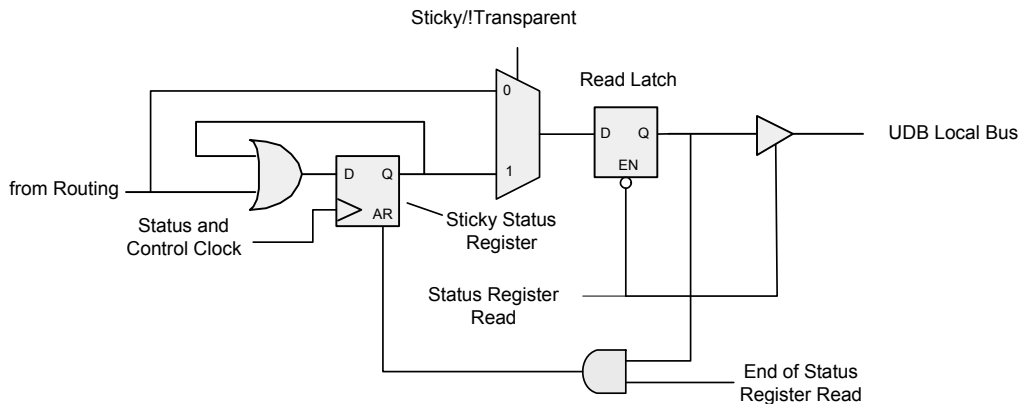 Sticky/!Transparent
Read Latch
0
D Q
UDB Local Bus
EN
1
D Q
from Routing
AR
Status and
Control Clock
Sticky Status
Register
Status Register
Read
End of Status
Register Read